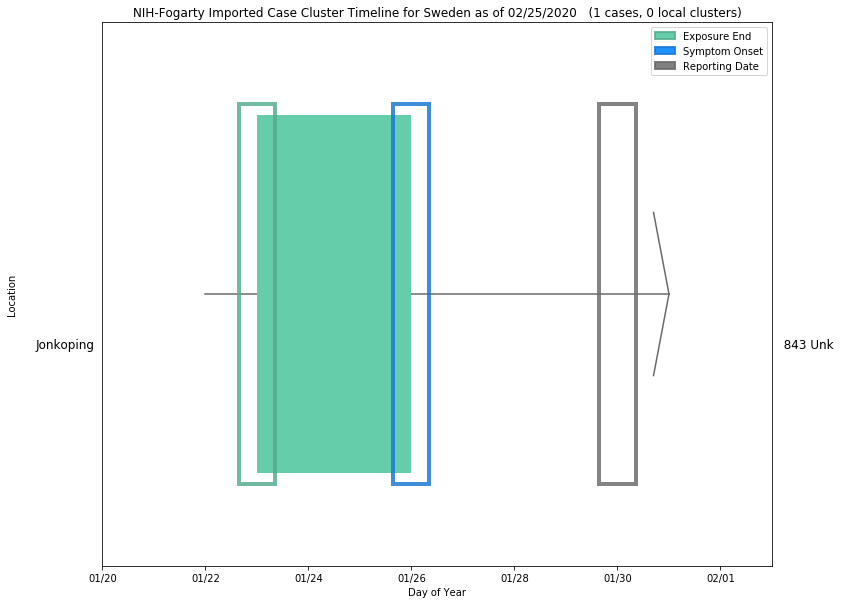 NIH-Fogarty Imported Case Cluster Timeline for Sweden as of 02/25/2020 (1 cases, 0 local clusters)
Exposure End
Symptom Onset
Reporting Date
Location
Jonkoping
843 Unk
01/20 01/22 01/24 01/26 01/28 01/30 02/01
Day of Year